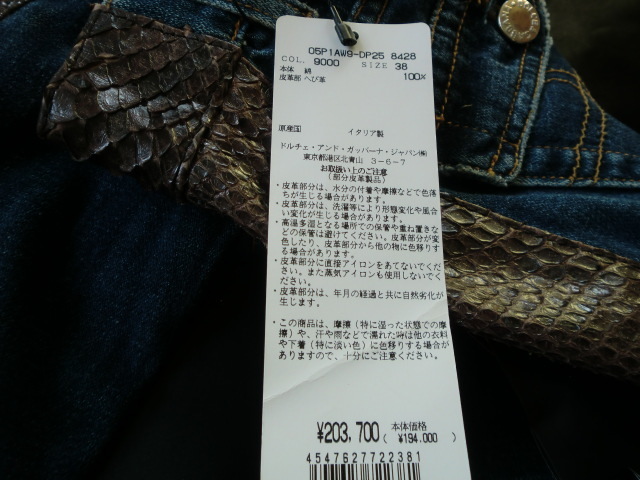 05P1AW9-DP25 8428
COL. 9000 SIZE 38
本体 綿 100%
皮革部 へび革
原産国 イタリア製
ドルチェ・アンド・ガッバーナ・ジャパン㈱
東京都港区北青山 3-6-7
お取扱い上のご注意
(部分皮革製品)
・皮革部分は、水分の付着や摩擦などで色落
ちが生じる場合があります。
・皮革部分は、洗濯等により形態変化や風合
い変化が生じる場合があります。
・高温多湿となる場所での保管や重ね置きな
どの保管は避けてください。皮革部分が変
色したり、皮革部分から他の物に色移りす
る場合があります。
・皮革部分に直接アイロンをあてないでくだ
さい。また蒸気アイロンも使用しないでく
ださい。
・皮革部分は、年月の経過と共に自然劣化が
生じます。
・この商品は、摩擦(特に湿った状態での摩
擦)や、汗や雨などで濡れた時は他の衣料
や下着(特に淡い色)に色移りする場合が
ありますので、十分にご注意ください。
¥203,700 本体価格
( ¥194,000 )
4547627722381